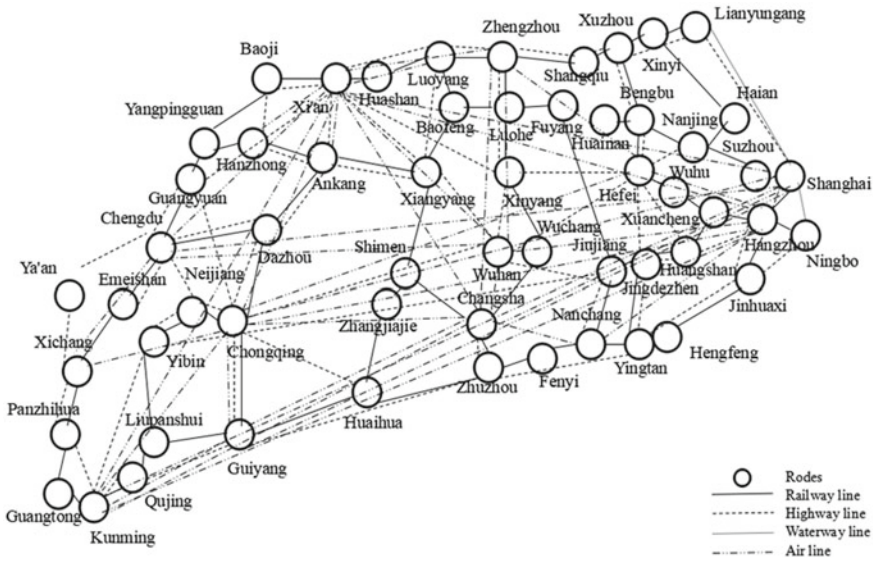 Lianyungang
Xuzhou
Zhengzhou
Baoji
Luoyang
Shangqiu
Xinyi
Xi'an
Huashan
Bengbu
Haian
Yangpingguan
Baofeng
Luohe
Fuyang
Nanjing
Huainan
Suzhou
Hanzhong
Ankang
Wuhu
Guangyuan
Xiangyang
Xinyang
Hefei
Shanghai
Chengdu
Xuancheng
Wuchang
Jiujiang
Hangzhou
Shimen
Ya'an
Dazhou
Ningbo
Emeishan
Neijiang
Wuhan
Huangshan
Jingdezhen
Jinhuaxi
Changsha
Zhangjiajie
Nanchang
Xichang
Yibin
Chongqing
Hengfeng
Yingtan
Fenyi
Zhuzhou
Panzhihua
Liupanshui
Huaihua
Guiyang
Qujing
Guangtong
Kunming
Rodes
Railway line
Highway line
Waterway line
Air line